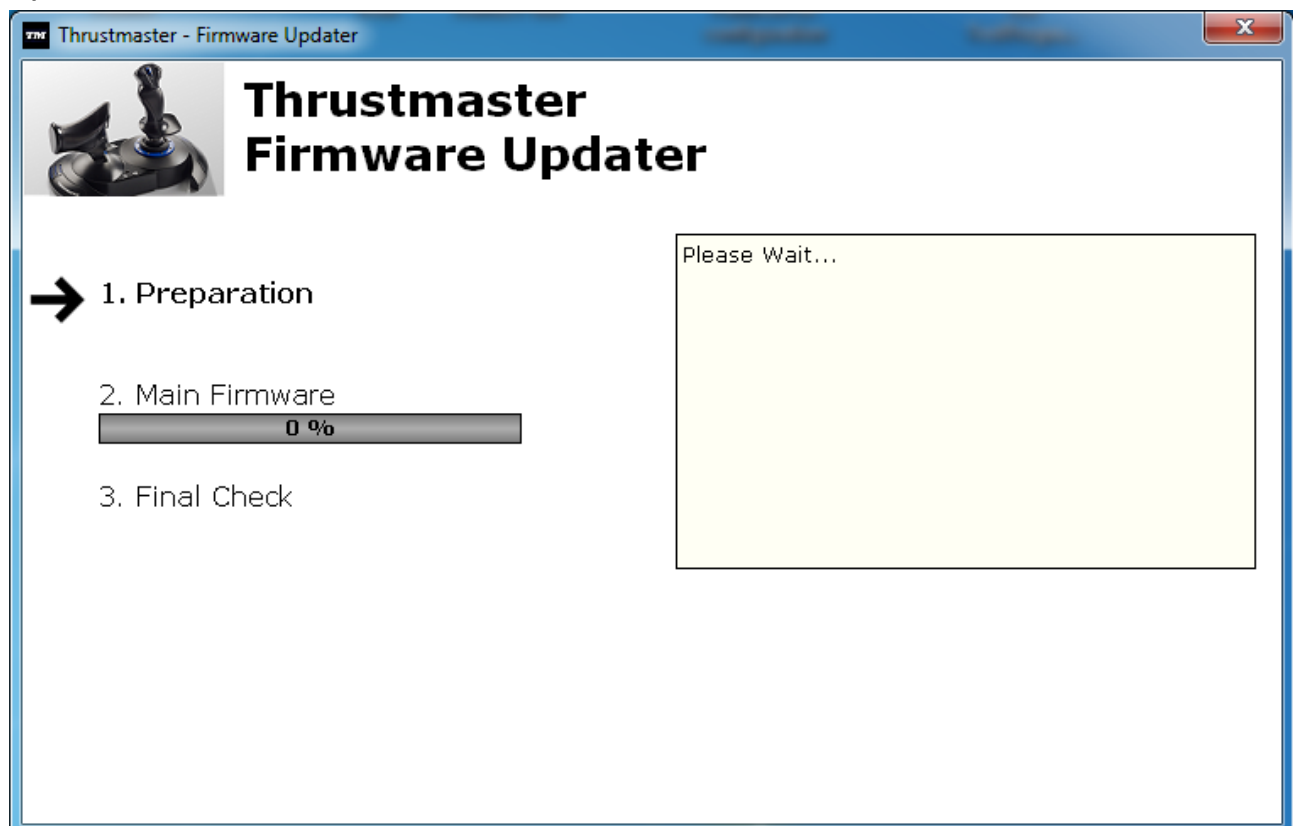 Thrustmaster - Firmware Updater
Thrustmaster
Firmware Updater
1. Preparation
Please Wait...
2. Main Firmware
0 %
3. Final Check